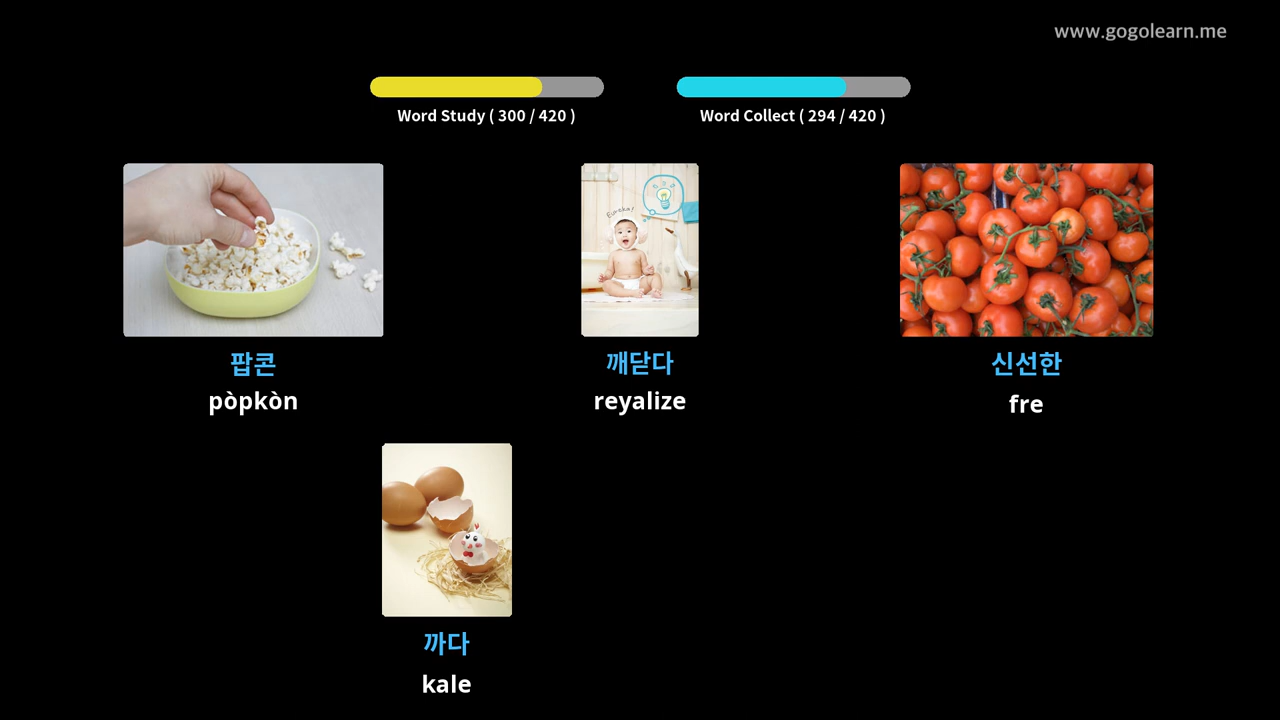 www.gogolearn.me
Word Study ( 300 / 420 )
Word Collect ( 294 / 420 )
Eureka!
팝콘
pòpkòn
깨닫다
reyalize
신선한
fre
까다
kale